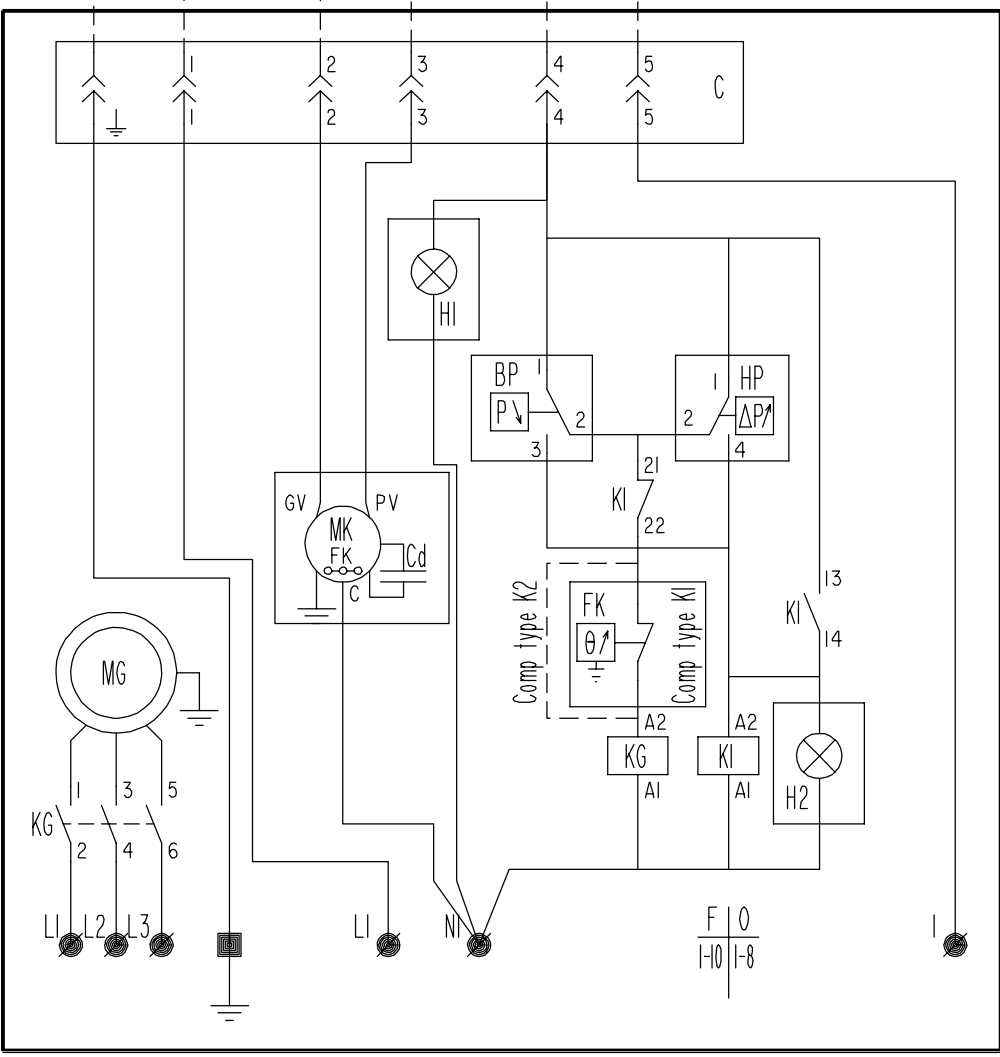 1 2 3 4 5
C
1 2 3 4 5
H1
BP 1 1 HP
P 2 2 ΔP
3 4
21
K1
22
GV PV
MK
FK Cd
C
13
K1
14
Comp type K2
FK
θ
Comp type K1
MG
A2 A2
KG K1
A1 A1
H2
1 3 5
KG
2 4 6
L1 L2 L3 L1 N1 1
F O
1-10 1-8